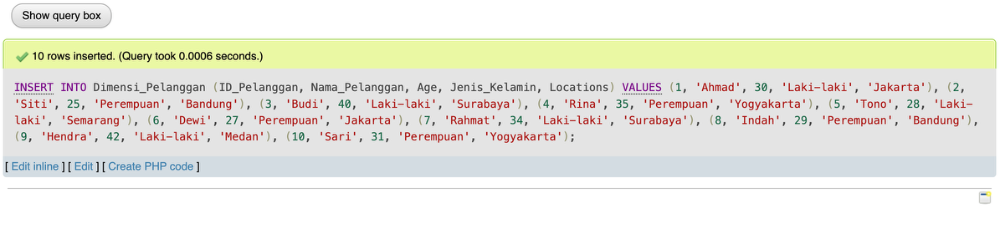 Show query box
10 rows inserted. (Query took 0.0006 seconds.)
INSERT INTO Dimensi_Pelanggan (ID_Pelanggan, Nama_Pelanggan, Age, Jenis_Kelamin, Locations) VALUES (1, 'Ahmad', 30, 'Laki-laki', 'Jakarta'), (2,
'Siti', 25, 'Perempuan', 'Bandung'), (3, 'Budi', 40, 'Laki-laki', 'Surabaya'), (4, 'Rina', 35, 'Perempuan', 'Yogyakarta'), (5, 'Tono', 28, 'Laki-
laki', 'Semarang'), (6, 'Dewi', 27, 'Perempuan', 'Jakarta'), (7, 'Rahmat', 34, 'Laki-laki', 'Surabaya'), (8, 'Indah', 29, 'Perempuan', 'Bandung'),
(9, 'Hendra', 42, 'Laki-laki', 'Medan'), (10, 'Sari', 31, 'Perempuan', 'Yogyakarta');
[ Edit inline ] [ Edit ] [ Create PHP code ]